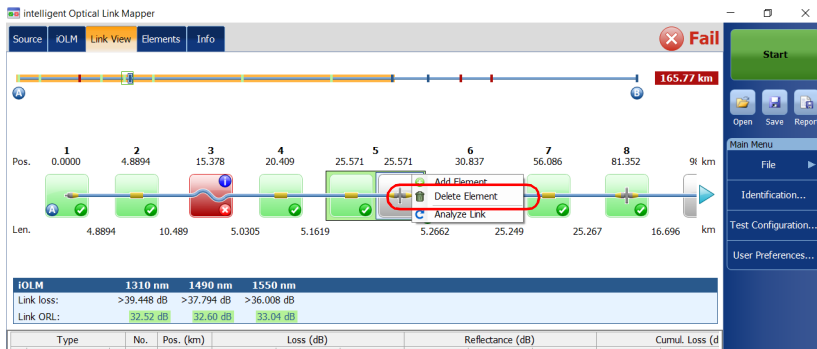 intelligent Optical Link Mapper
Source iOLM Link View Elements Info
Fail
Start
165.77 km
A B
Open Save Repor
Main Menu
File
Identification...
Test Configuration...
User Preferences...
1 2 3 4 5 6 7 8
Pos. 0.0000 4.8894 15.378 20.409 25.571 25.571 30.837 56.086 81.352 98 km
Add Element
Delete Element
Analyze Link
A
Len. 4.8894 10.489 5.0305 5.1619 5.2662 25.249 25.267 16.696 km
iOLM 1310 nm 1490 nm 1550 nm
Link loss: >39.448 dB >37.794 dB >36.008 dB
Link ORL: 32.52 dB 32.60 dB 33.04 dB
Type No. Pos. (km) Loss (dB) Reflectance (dB) Cumul. Loss (d